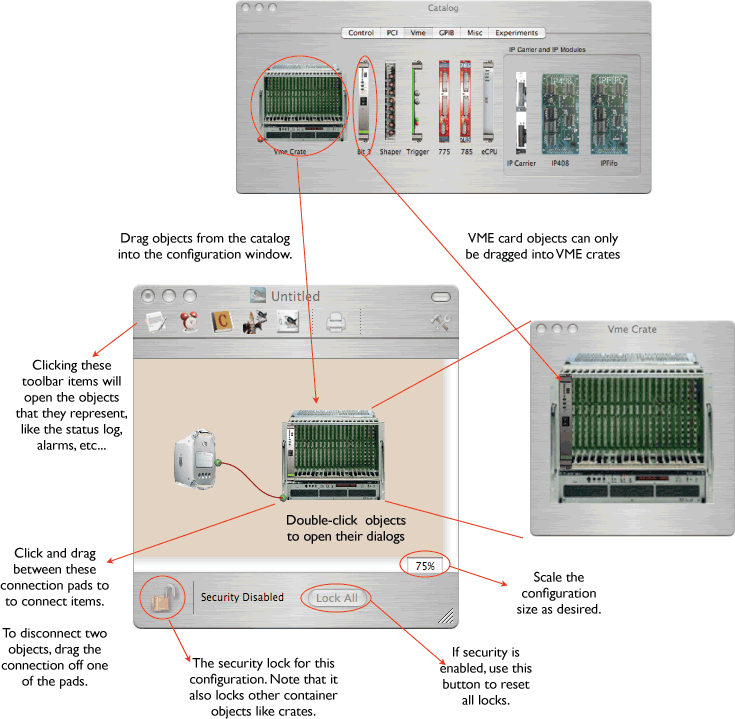 Catalog
Control PCI Vme GPIB Misc Experiments
IP Carrier and IP Modules
IP408
IPFIFO
Vme Crate
bit 3
Shaper
Trigger
775
785
eCPU
IP Carrier
IP408
IPFifo
Drag objects from the catalog
into the configuration window.
VME card objects can only
be dragged into VME crates
Untitled
C
Vme Crate
Clicking these
toolbar items will
open the objects
that they represent,
like the status log,
alarms, etc...
Double-click objects
to open their dialogs
Click and drag
between these
connection pads to
to connect items.
To disconnect two
objects, drag the
connection off one
of the pads.
75%
Scale the
configuration
size as desired.
Security Disabled
Lock All
The security lock for this
configuration. Note that it
also locks other container
objects like crates.
If security is
enabled, use this
button to reset
all locks.